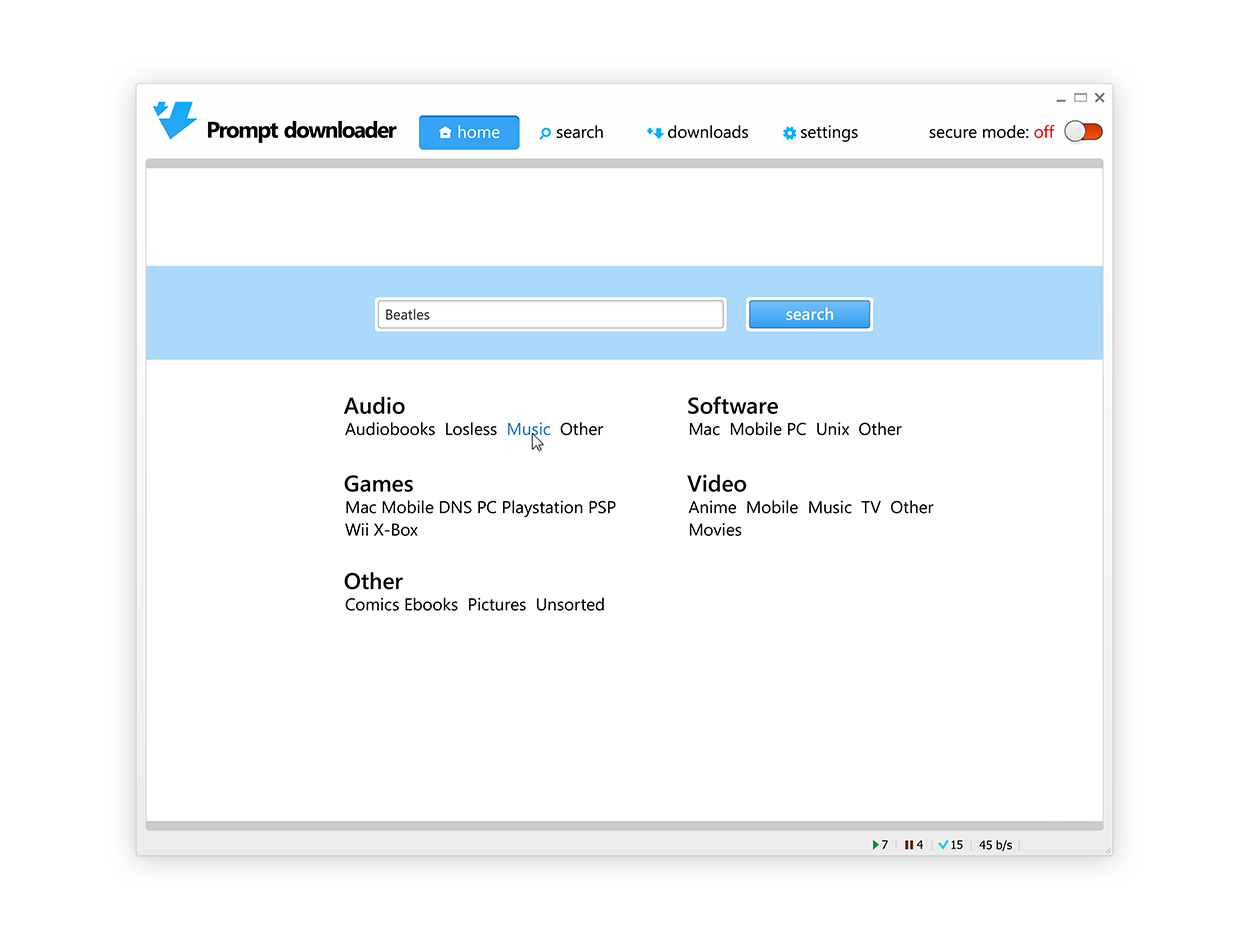 Prompt downloader home search downloads settings secure mode: off
Beatles search
Audio
Audiobooks Losless Music Other
Software
Mac Mobile PC Unix Other
Games
Mac Mobile DNS PC Playstation PSP
Wii X-Box
Video
Anime Mobile Music TV Other
Movies
Other
Comics Ebooks Pictures Unsorted
7 4 15 45 b/s